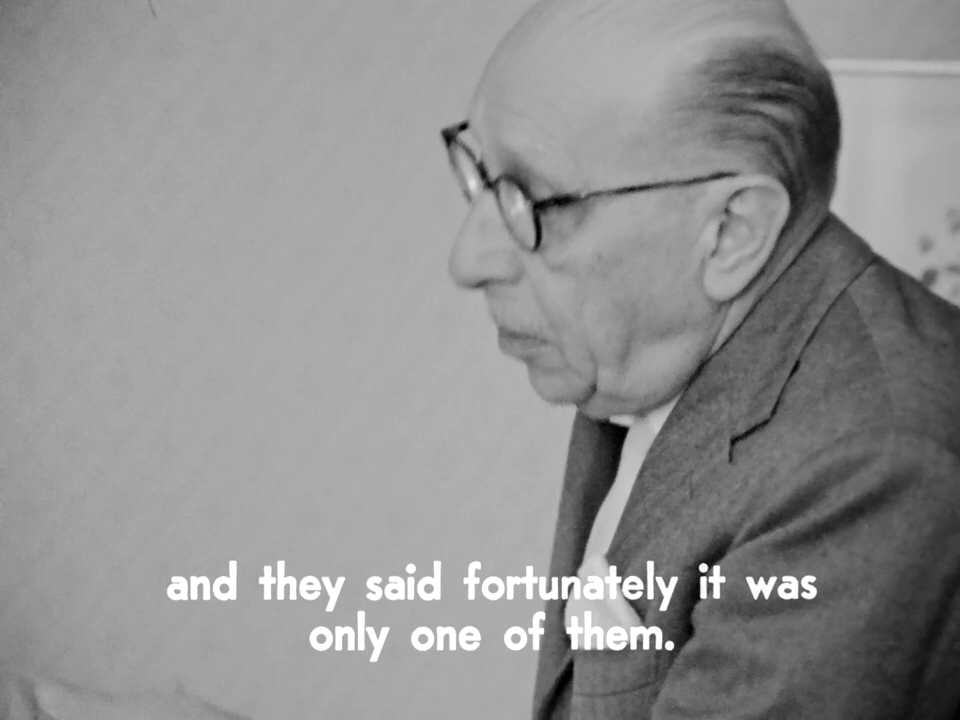 and they said fortunately it was
only one of them.